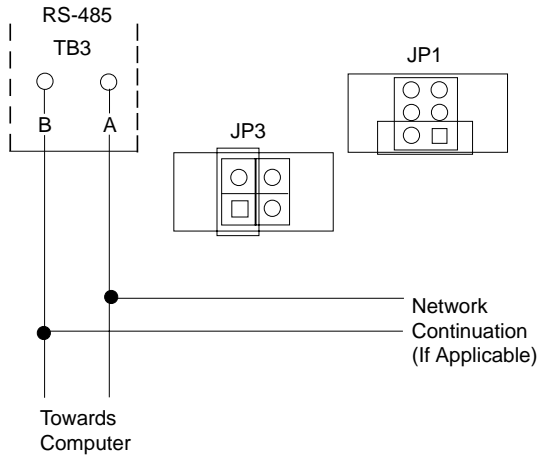 RS-485
TB3
B
A
JP3
JP1
Network
Continuation
(If Applicable)
Towards
Computer